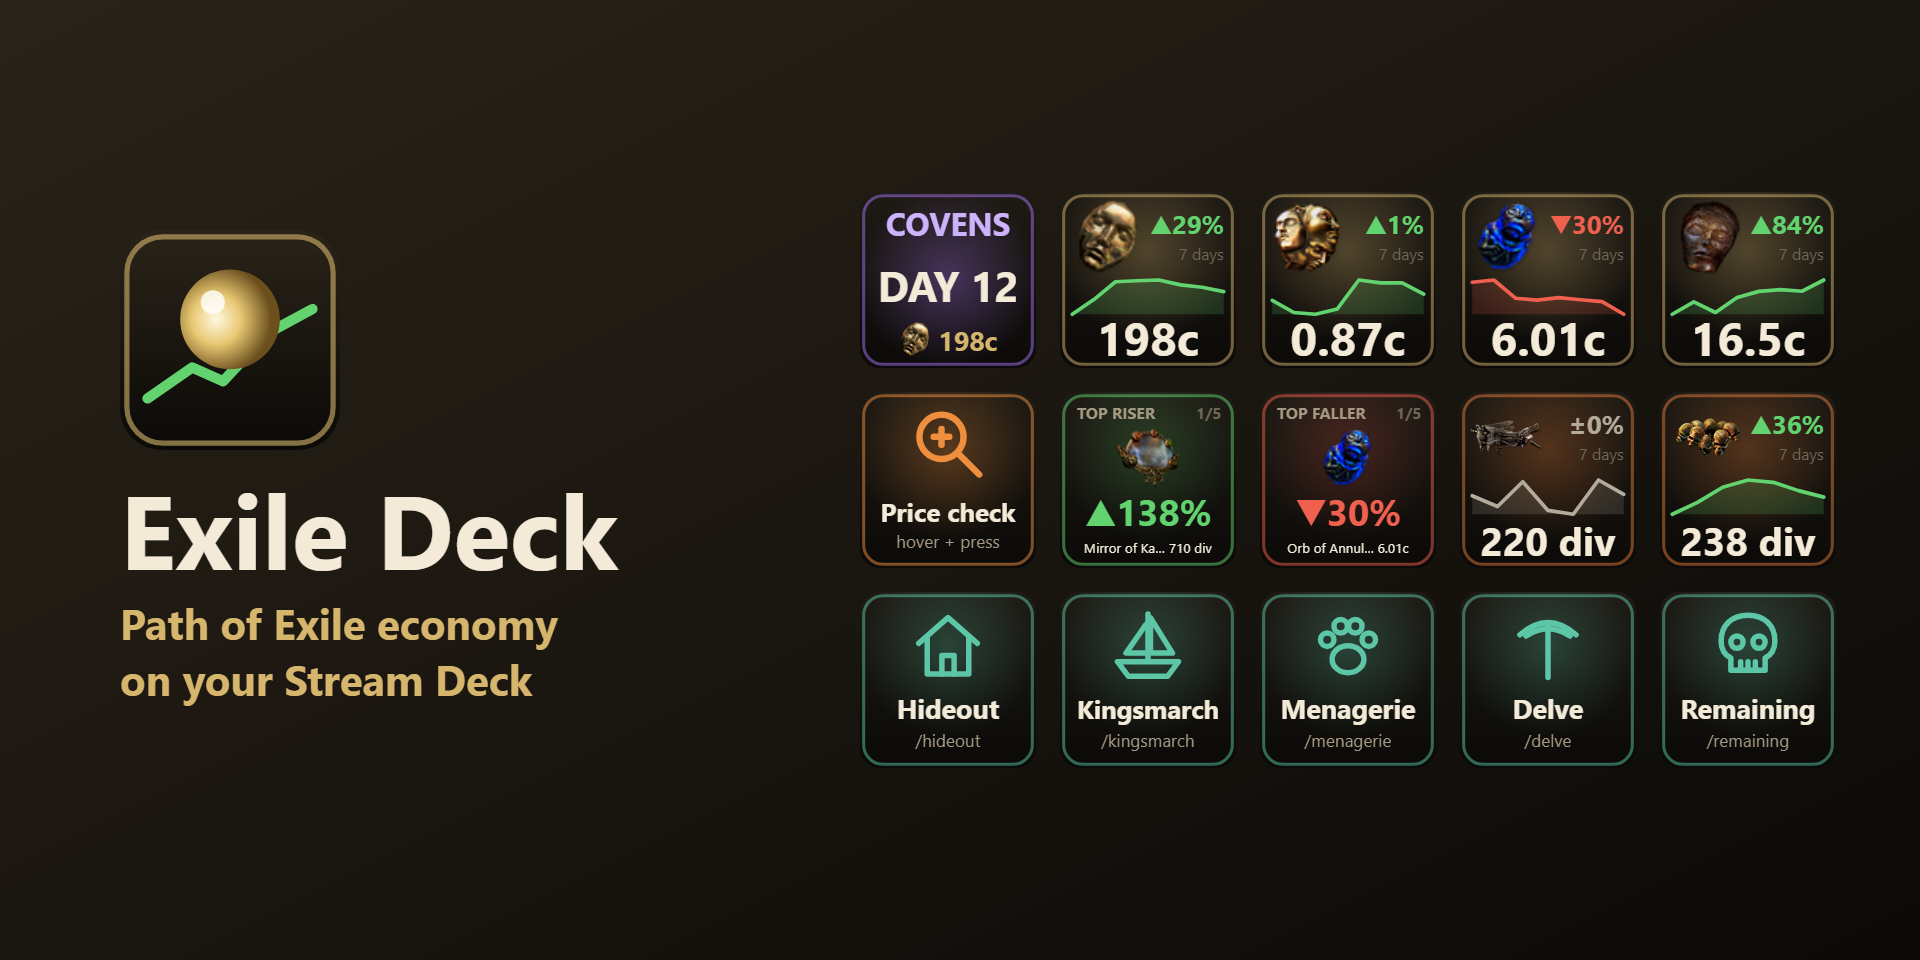 Exile Deck
Path of Exile economy
on your Stream Deck
COVENS
DAY 12
198c
▲29%
7 days
198c
▲1%
7 days
0.87c
▼30%
7 days
6.01c
▲84%
7 days
16.5c
Price check
hover + press
TOP RISER 1/5
▲138%
Mirror of Ka... 710 div
TOP FALLER 1/5
▼30%
Orb of Annul... 6.01c
±0%
7 days
220 div
▲36%
7 days
238 div
Hideout
/hideout
Kingsmarch
/kingsmarch
Menagerie
/menagerie
Delve
/delve
Remaining
/remaining